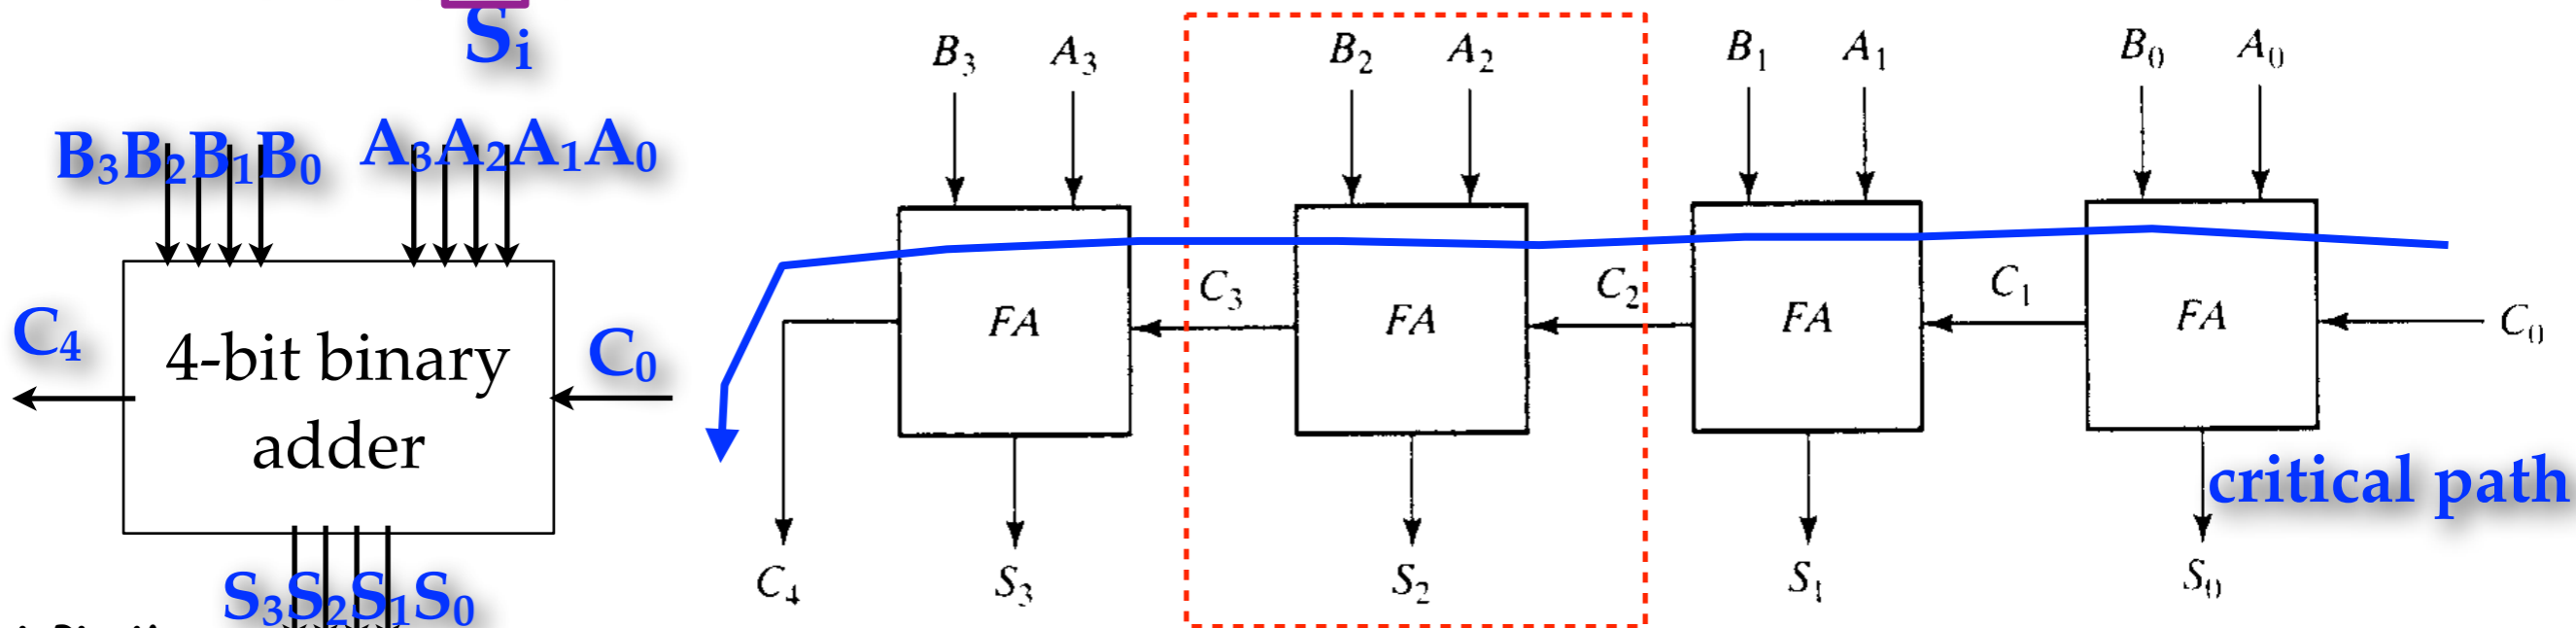 Sᵢ
B₃B₂B₁B₀ A₃A₂A₁A₀
C₄ 4-bit binary adder C₀
S₃S₂S₁S₀
B₃ A₃ B₂ A₂ B₁ A₁ B₀ A₀
FA C₃ FA C₂ FA C₁ FA C₀
critical path
C₄ S₃ S₂ S₁ S₀